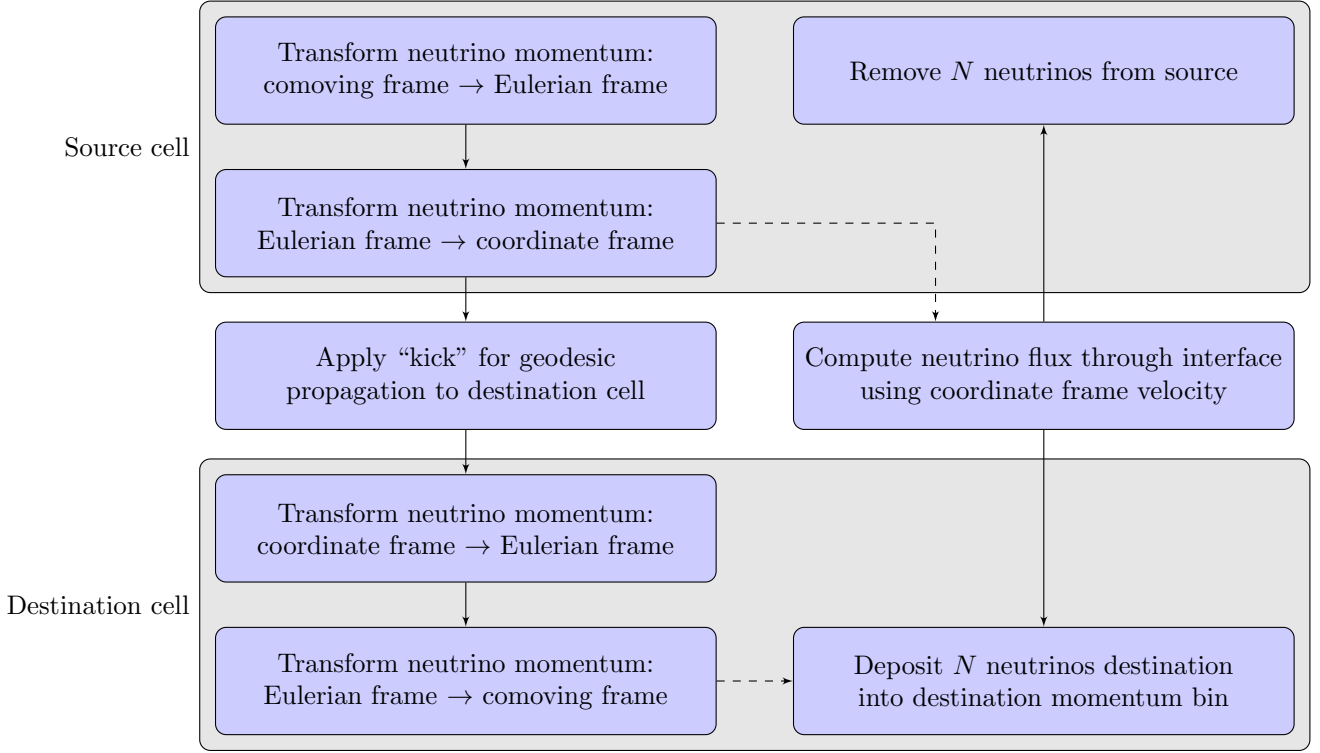 Transform neutrino momentum:
comoving frame → Eulerian frame
Remove N neutrinos from source
Source cell
Transform neutrino momentum:
Eulerian frame → coordinate frame
Apply “kick” for geodesic
propagation to destination cell
Compute neutrino flux through interface
using coordinate frame velocity
Transform neutrino momentum:
coordinate frame → Eulerian frame
Destination cell
Transform neutrino momentum:
Eulerian frame → comoving frame
Deposit N neutrinos destination
into destination momentum bin